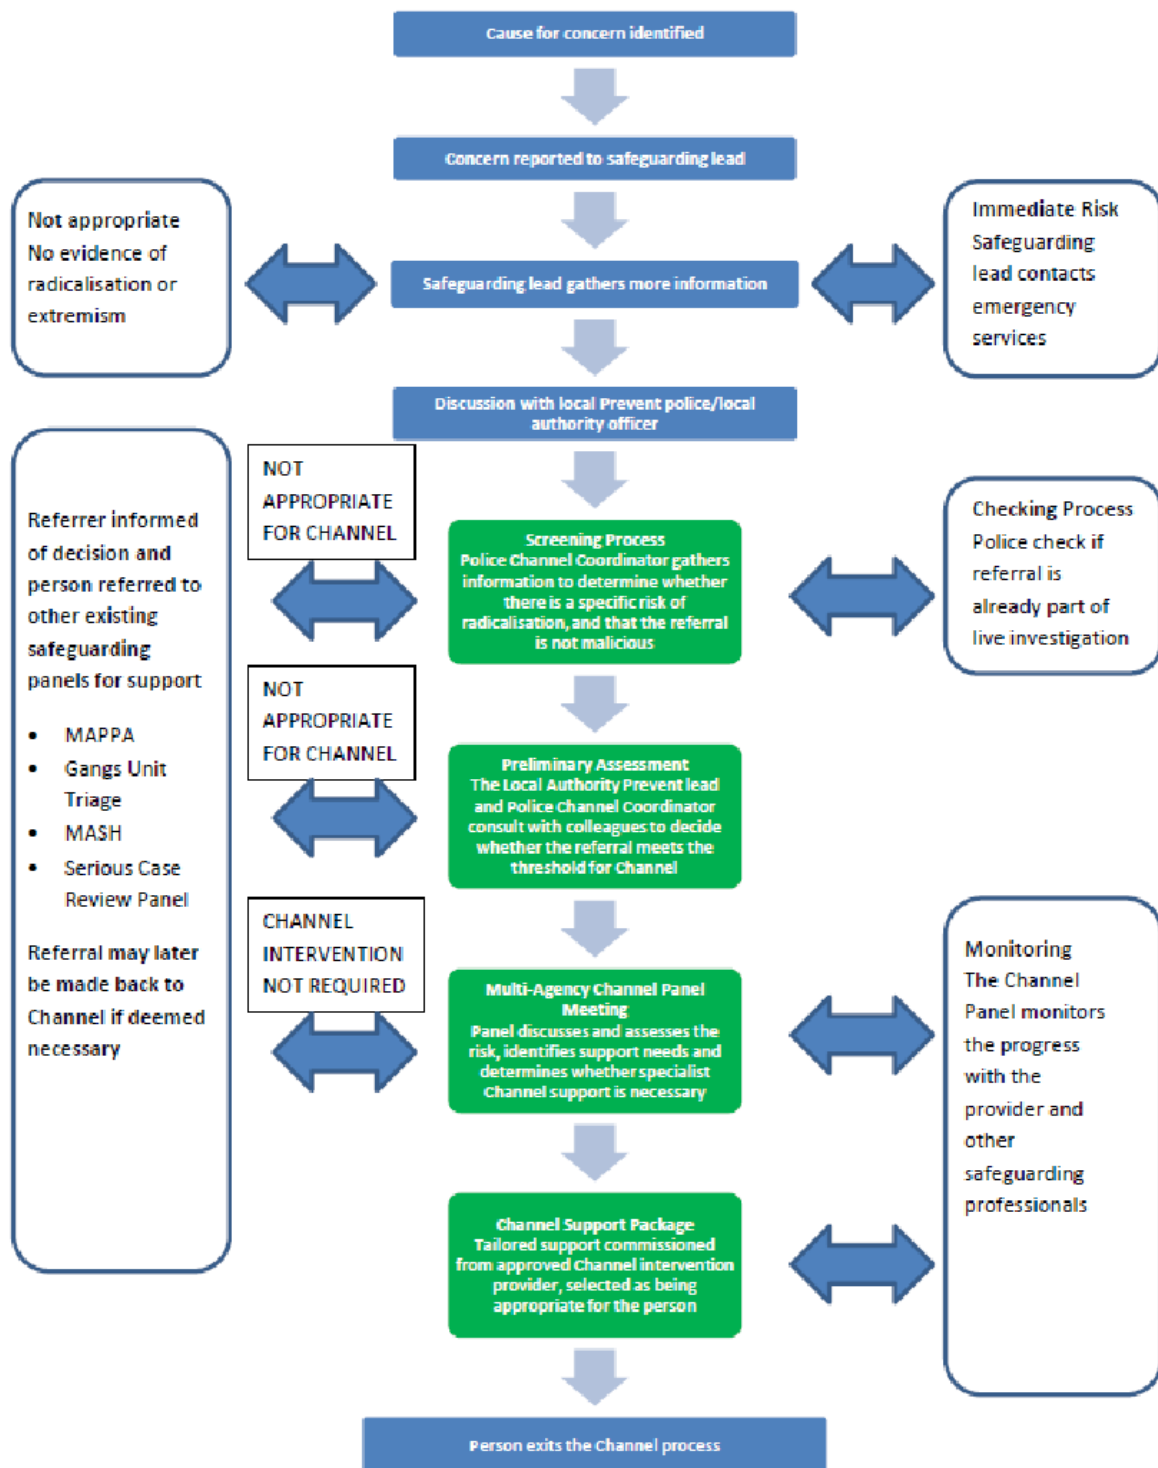 Cause for concern identified
Concern reported to safeguarding lead
Not appropriate
No evidence of
radicalisation or
extremism
Safeguarding lead gathers more information
Immediate Risk
Safeguarding
lead contacts
emergency
services
Discussion with local Prevent police/local
authority officer
Referrer informed
of decision and
person referred to
other existing
safeguarding
panels for support
• MAPPA
• Gangs Unit
Triage
• MASH
• Serious Case
Review Panel
Referral may later
be made back to
Channel if deemed
necessary
NOT
APPROPRIATE
FOR CHANNEL
Screening Process
Police Channel Coordinator gathers
information to determine whether
there is a specific risk of
radicalisation, and that the referral
is not malicious
Checking Process
Police check if
referral is
already part of
live investigation
NOT
APPROPRIATE
FOR CHANNEL
Preliminary Assessment
The Local Authority Prevent lead
and Police Channel Coordinator
consult with colleagues to decide
whether the referral meets the
threshold for Channel
CHANNEL
INTERVENTION
NOT REQUIRED
Multi-Agency Channel Panel
Meeting
Panel discusses and assesses the
risk, identifies support needs and
determines whether specialist
Channel support is necessary
Monitoring
The Channel
Panel monitors
the progress
with the
provider and
other
safeguarding
professionals
Channel Support Package
Tailored support commissioned
from approved Channel intervention
provider, selected as being
appropriate for the person
Person exits the Channel process